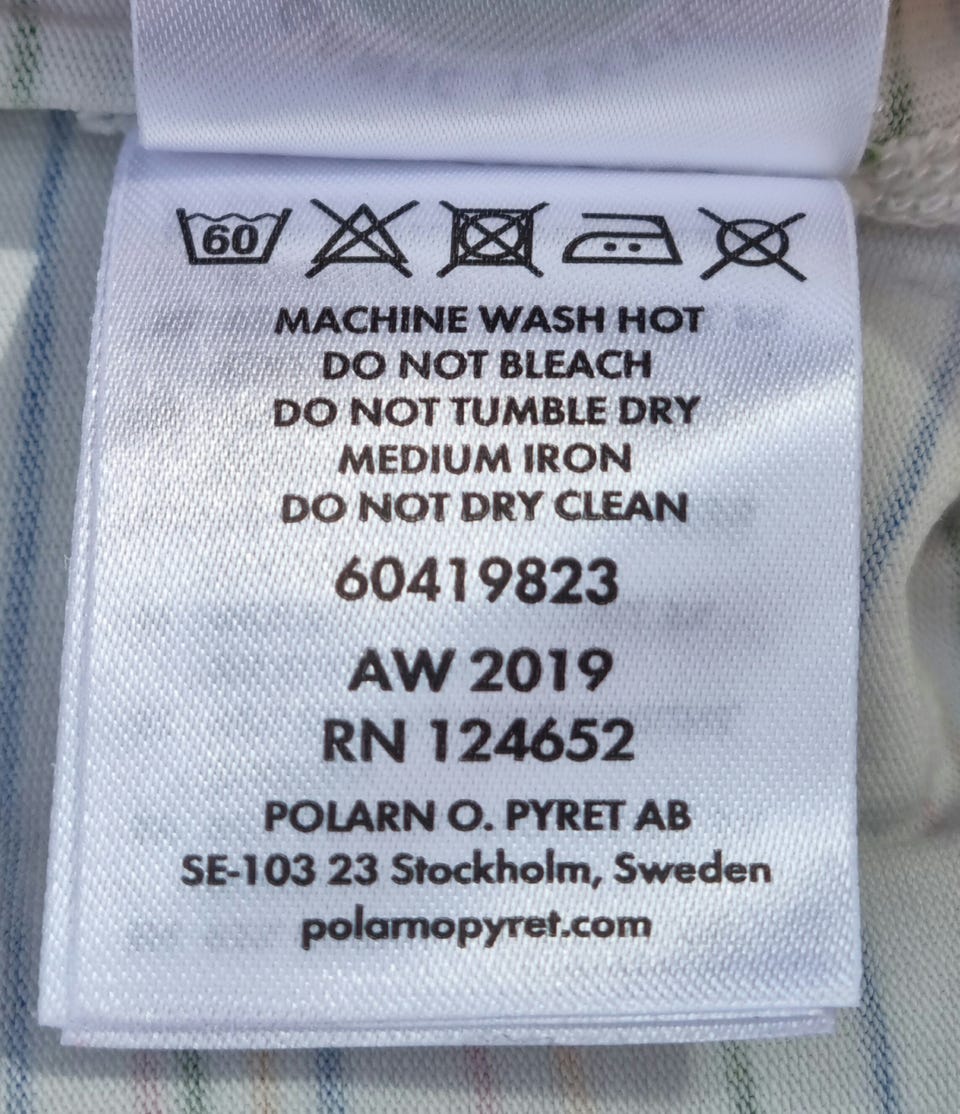 60
MACHINE WASH HOT
DO NOT BLEACH
DO NOT TUMBLE DRY
MEDIUM IRON
DO NOT DRY CLEAN
60419823
AW 2019
RN 124652
POLARN O. PYRET AB
SE-103 23 Stockholm, Sweden
polarnopyret.com